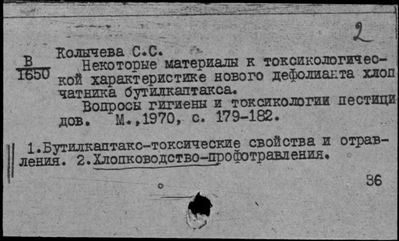 2
Колычева С.С.
В
1650
Некоторые материалы к токсикологичес-
кой характеристике нового дефолианта хлоп
чатника бутилкаптакса.
Вопросы гигиены и токсикологии пестици
дов. М.,1970, с. 179-182.
1.Бутилкаптакс-токсические свойства и отрав-
ления. 2.Хлопководство-профотравления.
36